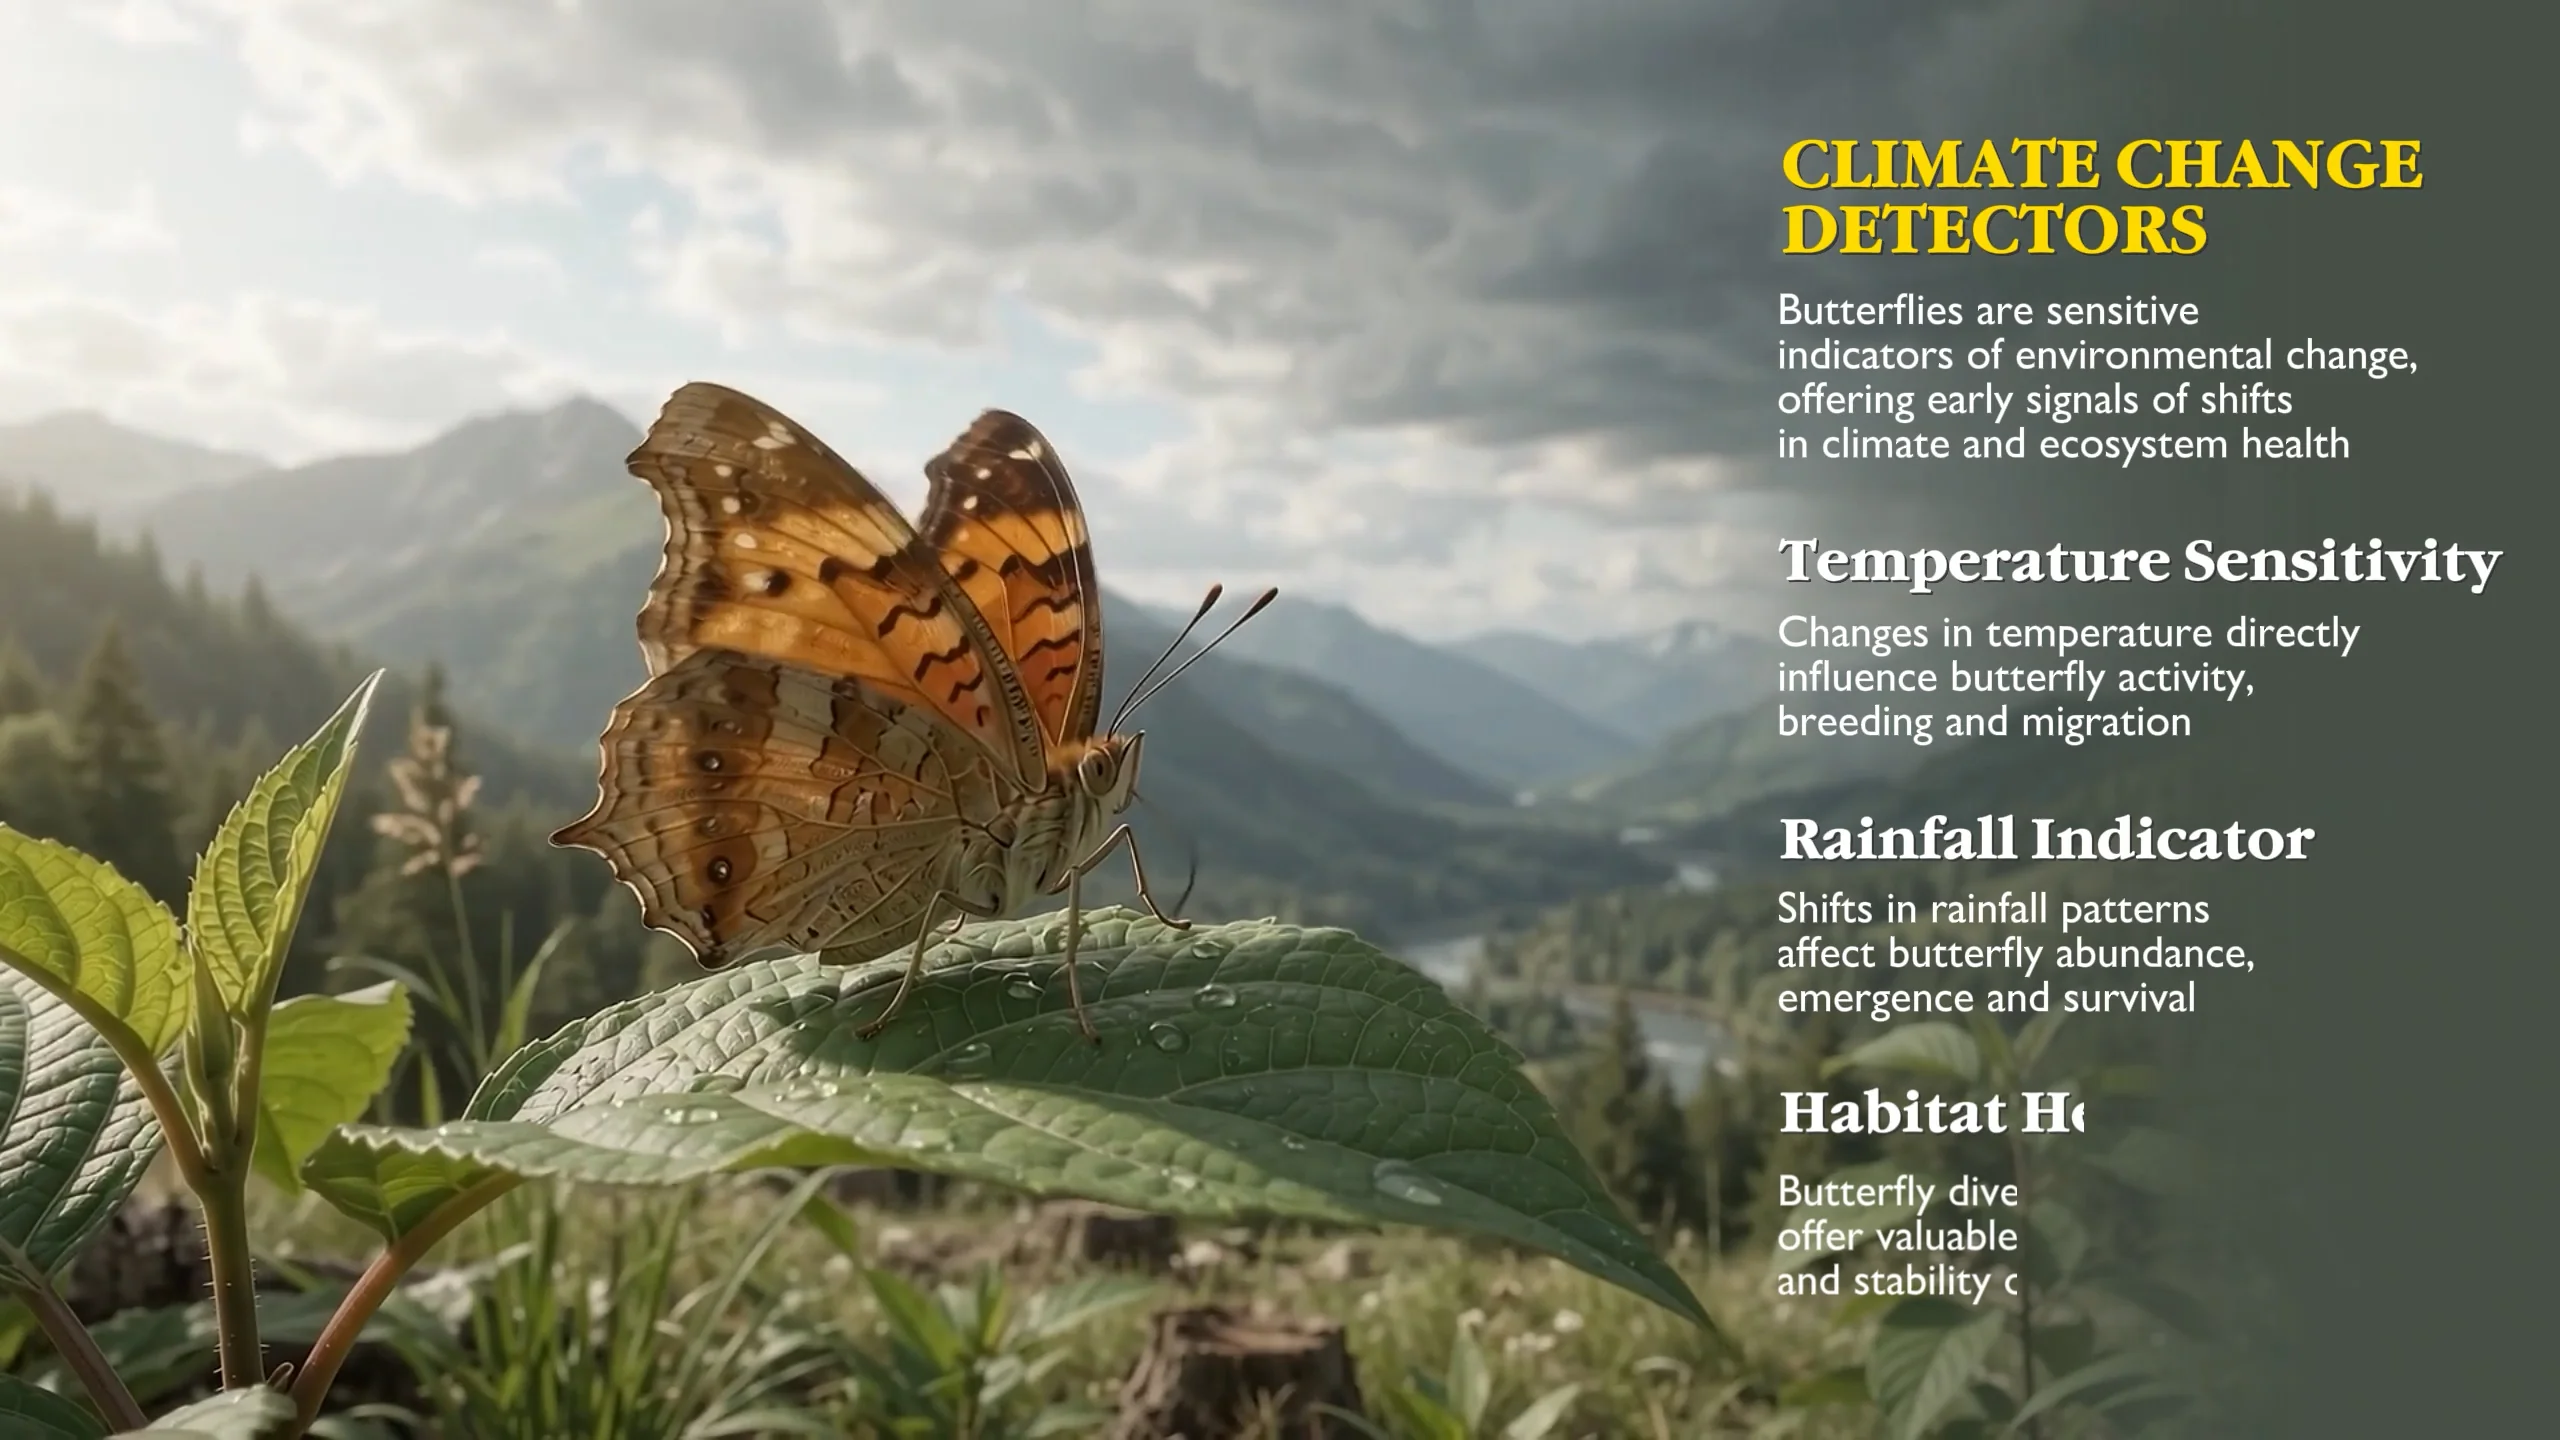 CLIMATE CHANGE
DETECTORS
Butterflies are sensitive
indicators of environmental change,
offering early signals of shifts
in climate and ecosystem health
Temperature Sensitivity
Changes in temperature directly
influence butterfly activity,
breeding and migration
Rainfall Indicator
Shifts in rainfall patterns
affect butterfly abundance,
emergence and survival
Habitat
Butterfly
offer valuable
and stability